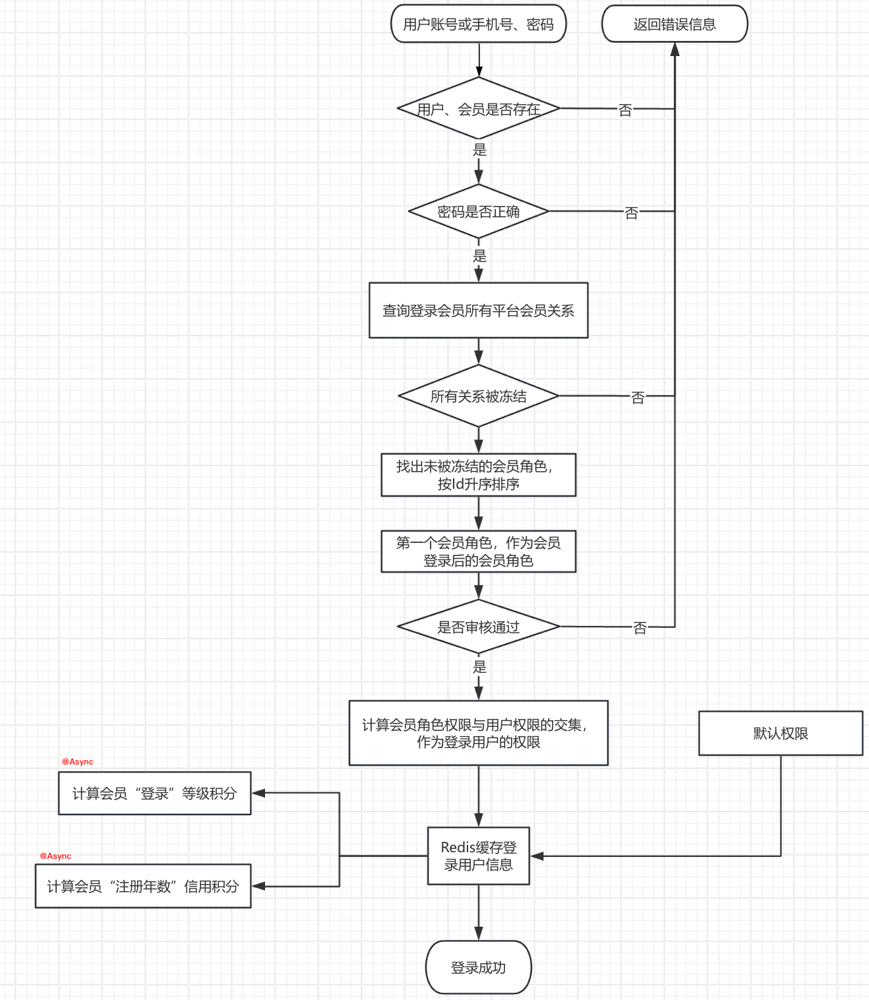 用户账号或手机号、密码
返回错误信息
用户、会员是否存在
否
是
密码是否正确
否
是
查询登录会员所有平台会员关系
所有关系被冻结
否
找出未被冻结的会员角色，
按Id升序排序
第一个会员角色，作为会员
登录后的会员角色
是否审核通过
否
是
计算会员角色权限与用户权限的交集，
作为登录用户的权限
默认权限
@Async
计算会员“登录”等级积分
Redis缓存登
录用户信息
@Async
计算会员“注册年数”信用积分
登录成功